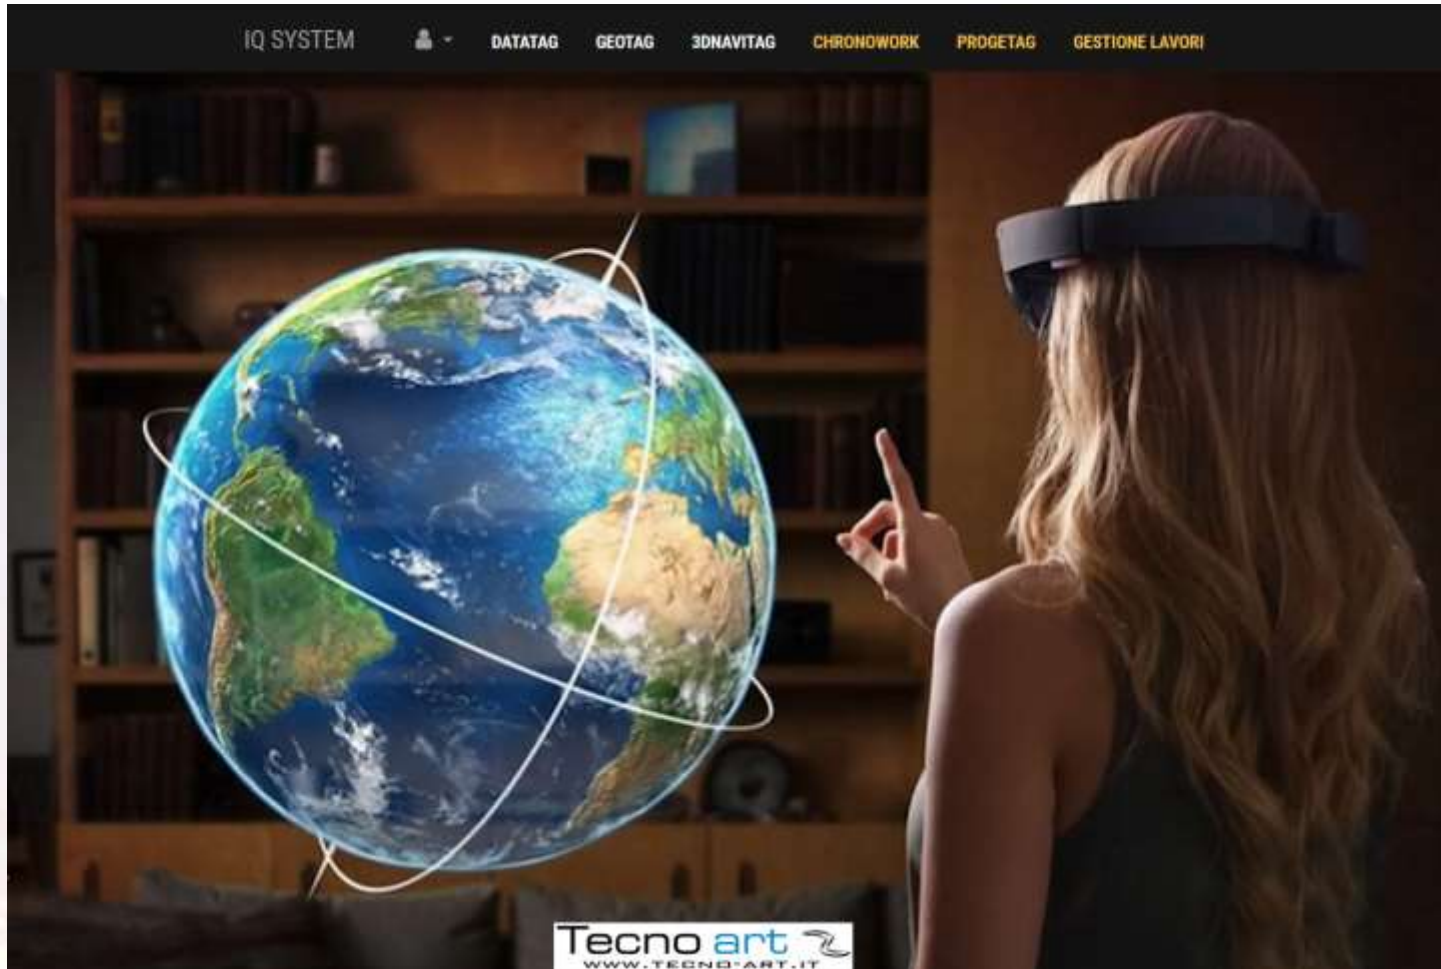 IQ SYSTEM DATATAG GEOTAG 3DNAVITAG CHRONOWORK PROGETAG GESTIONE LAVORI
Tecno art
WWW.TECNO-ART.IT